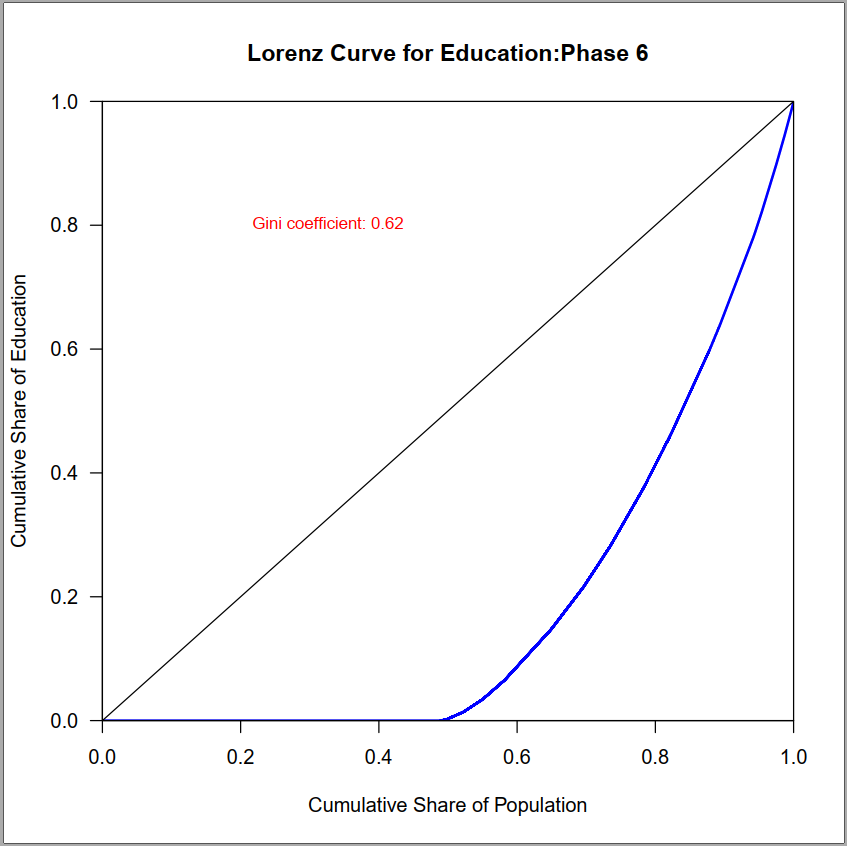 Lorenz Curve for Education:Phase 6
1.0
Gini coefficient: 0.62
0.8
0.6
0.4
0.2
0.0
Cumulative Share of Education
0.0 0.2 0.4 0.6 0.8 1.0
Cumulative Share of Population